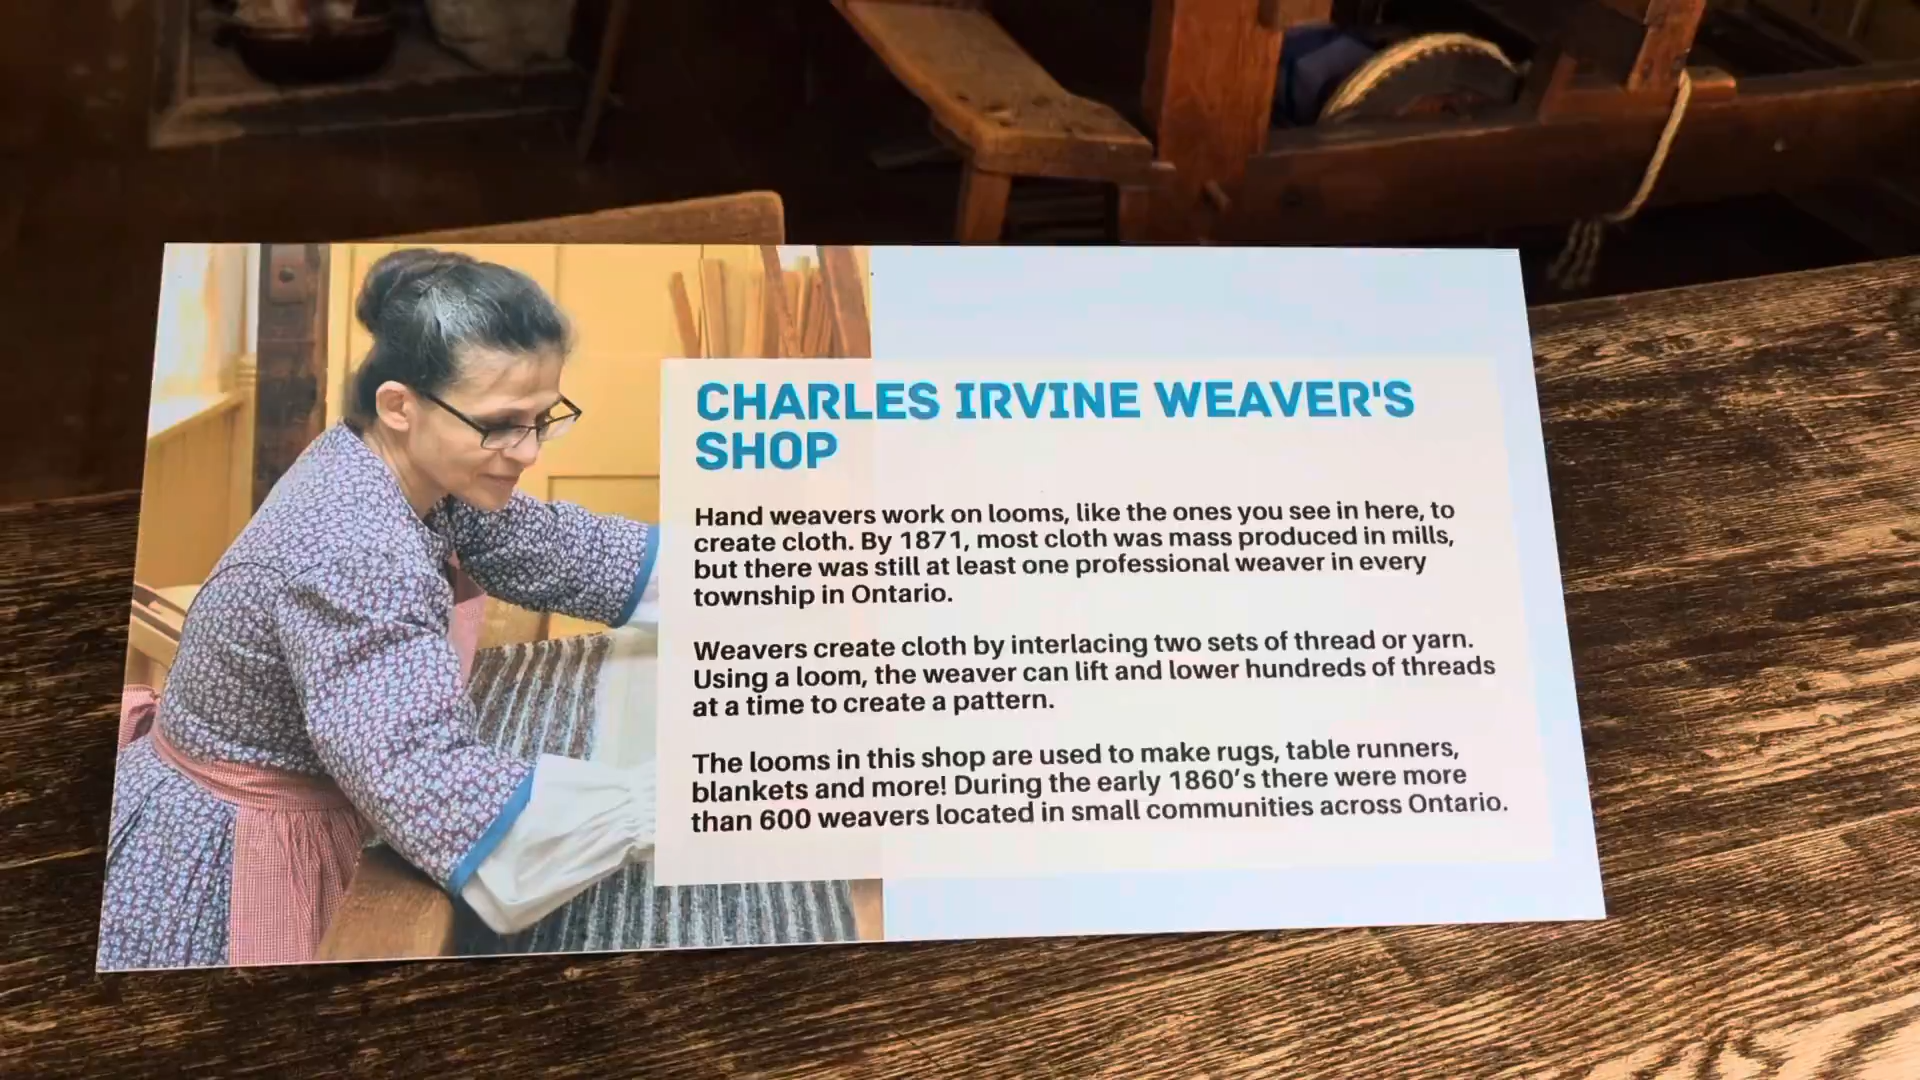 CHARLES IRVINE WEAVER'S
SHOP
Hand weavers work on looms, like the ones you see in here, to
create cloth. By 1871, most cloth was mass produced in mills,
but there was still at least one professional weaver in every
township in Ontario.
Weavers create cloth by interlacing two sets of thread or yarn.
Using a loom, the weaver can lift and lower hundreds of threads
at a time to create a pattern.
The looms in this shop are used to make rugs, table runners,
blankets and more! During the early 1860’s there were more
than 600 weavers located in small communities across Ontario.